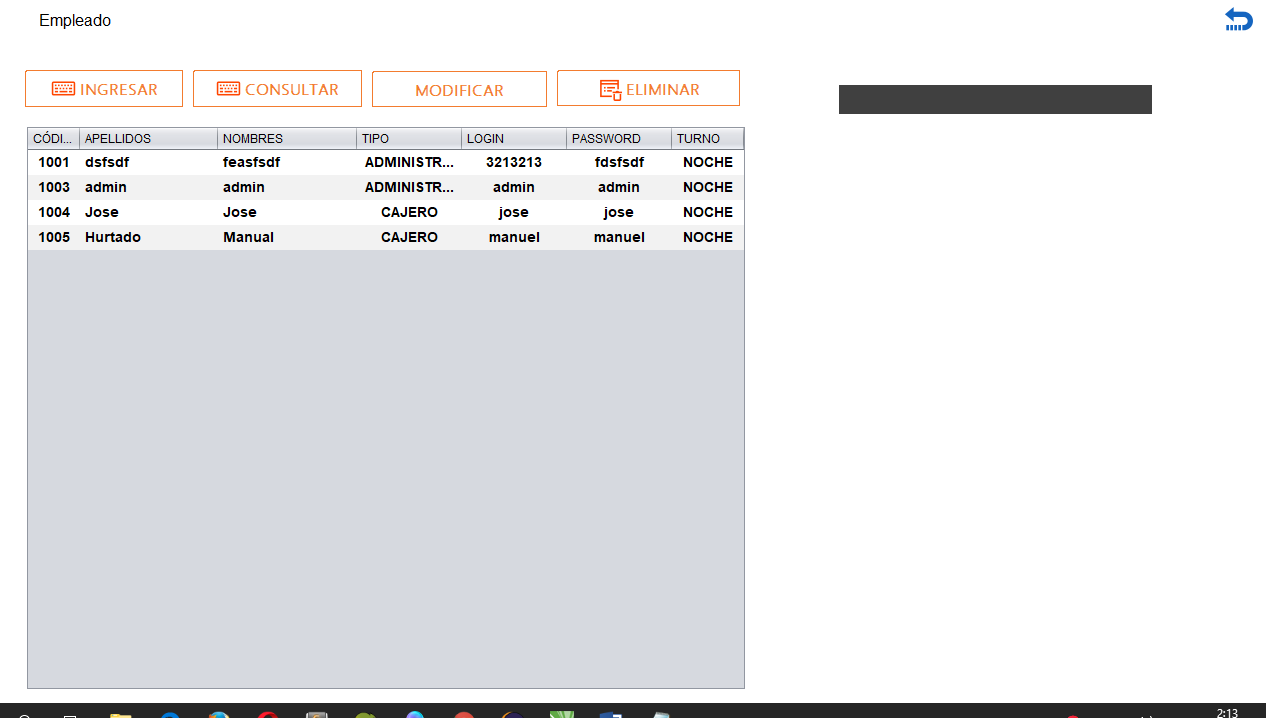 Empleado
INGRESAR CONSULTAR MODIFICAR ELIMINAR
CÓDI... APELLIDOS NOMBRES TIPO LOGIN PASSWORD TURNO
1001 dsfsdf feasfsdf ADMINISTR... 3213213 fdsfsdf NOCHE
1003 admin admin ADMINISTR... admin admin NOCHE
1004 Jose Jose CAJERO jose jose NOCHE
1005 Hurtado Manual CAJERO manuel manuel NOCHE
2:13